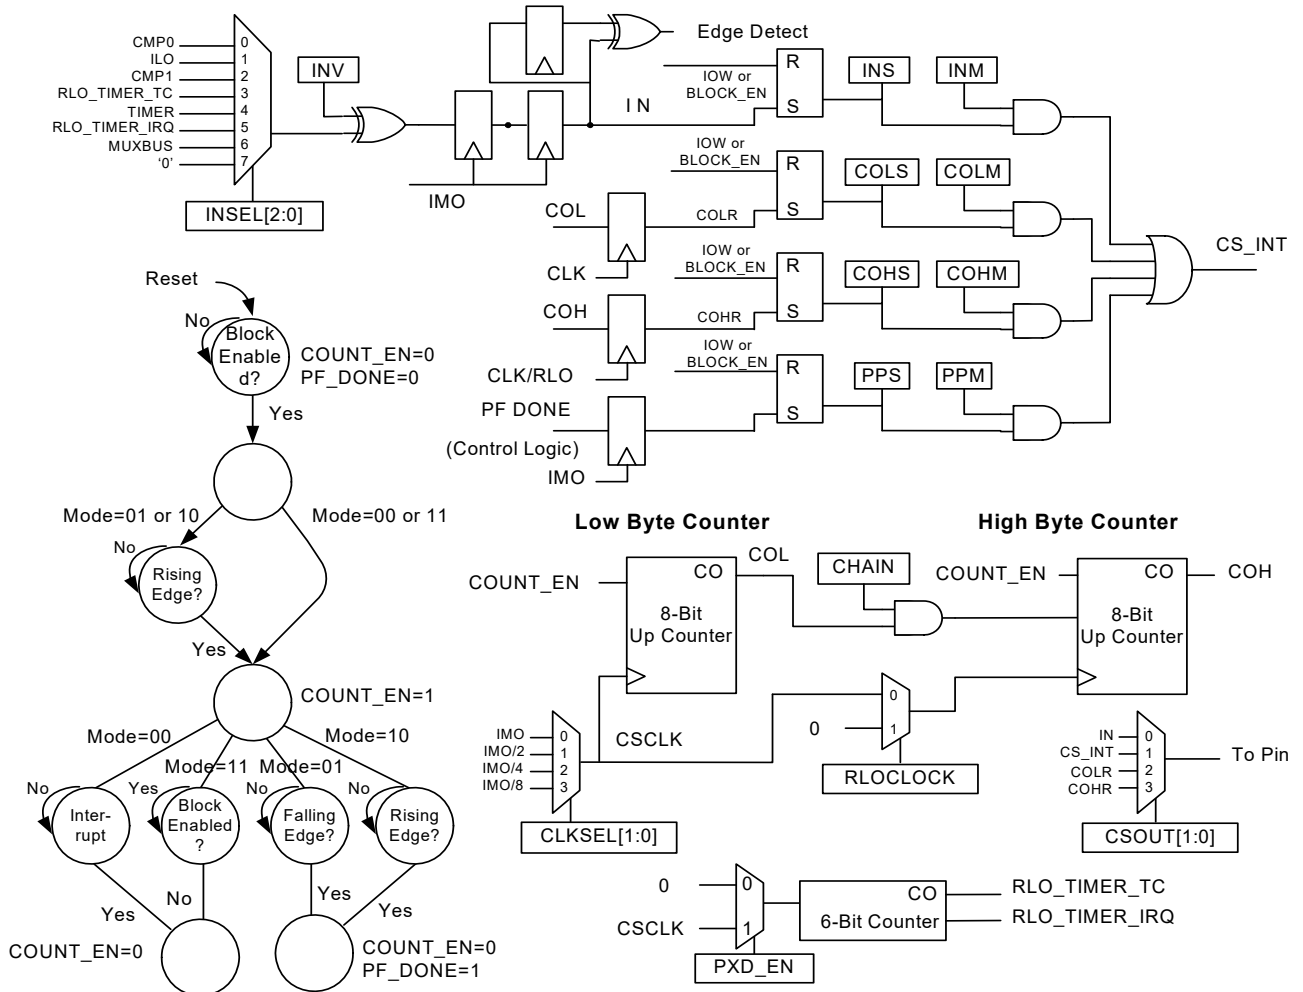 CMP0
ILO
CMP1
RLO_TIMER_TC
TIMER
RLO_TIMER_IRQ
MUXBUS
'0'
0
1
2
3
4
5
6
7
INSEL[2:0]
INV
IMO
Edge Detect
I N
IOW or
BLOCK_EN
R
S
INS
INM
IOW or
BLOCK_EN
R
S
COLS
COLM
COL
COLR
CLK
IOW or
BLOCK_EN
R
S
COHS
COHM
COH
COHR
CLK/RLO
IOW or
BLOCK_EN
R
S
PPS
PPM
PF DONE
(Control Logic)
IMO
CS_INT
Reset
No
Block
Enable
d?
COUNT_EN=0
PF_DONE=0
Yes
Mode=01 or 10
Mode=00 or 11
No
Rising
Edge?
Yes
COUNT_EN=1
Mode=00
Mode=11
Mode=01
Mode=10
No
Inter-
rupt
Yes
Block
Enabled
?
No
Falling
Edge?
No
Rising
Edge?
Yes
No
Yes
Yes
COUNT_EN=0
COUNT_EN=0
PF_DONE=1
Low Byte Counter
High Byte Counter
COUNT_EN
CO
8-Bit
Up Counter
COL
CHAIN
COUNT_EN
CO
8-Bit
Up Counter
COH
IMO
IMO/2
IMO/4
IMO/8
0
1
2
3
CSCLK
CLKSEL[1:0]
0
0
1
RLOCLOCK
IN
CS_INT
COLR
COHR
0
1
2
3
To Pin
CSOUT[1:0]
0
CSCLK
0
1
PXD_EN
CO
6-Bit Counter
RLO_TIMER_TC
RLO_TIMER_IRQ